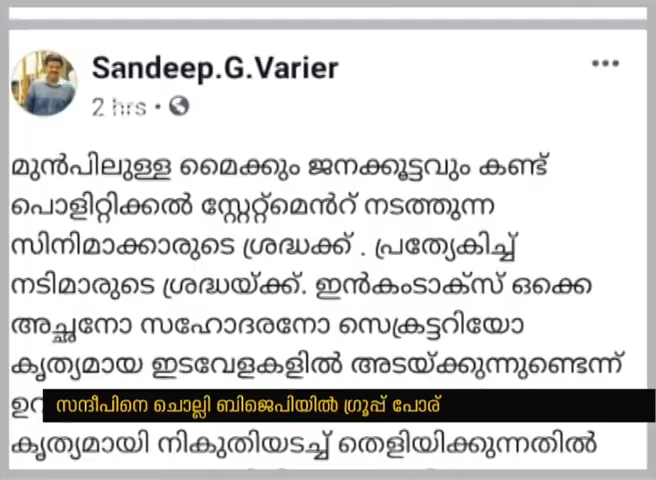 Sandeep.G.Varier
2 hrs
മുൻപിലുള്ള മൈക്കും ജനക്കൂട്ടവും കണ്ട്
പൊളിറ്റിക്കൽ സ്റ്റേറ്റ്മെൻറ് നടത്തുന്ന
സിനിമാക്കാരുടെ ശ്രദ്ധക്ക് . പ്രത്യേകിച്ച്
നടിമാരുടെ ശ്രദ്ധയ്ക്ക്. ഇൻകംടാക്സ് ഒക്കെ
അച്ഛനോ സഹോദരനോ സെക്രട്ടറിയോ
കൃത്യമായ ഇടവേളകളിൽ അടയ്ക്കുന്നുണ്ടെന്ന്
സന്ദീപിനെ ചൊല്ലി ബിജെപിയിൽ ഗ്രൂപ്പ് പോര്
കൃത്യമായി നികുതിയടച്ച് തെളിയിക്കുന്നതിൽ